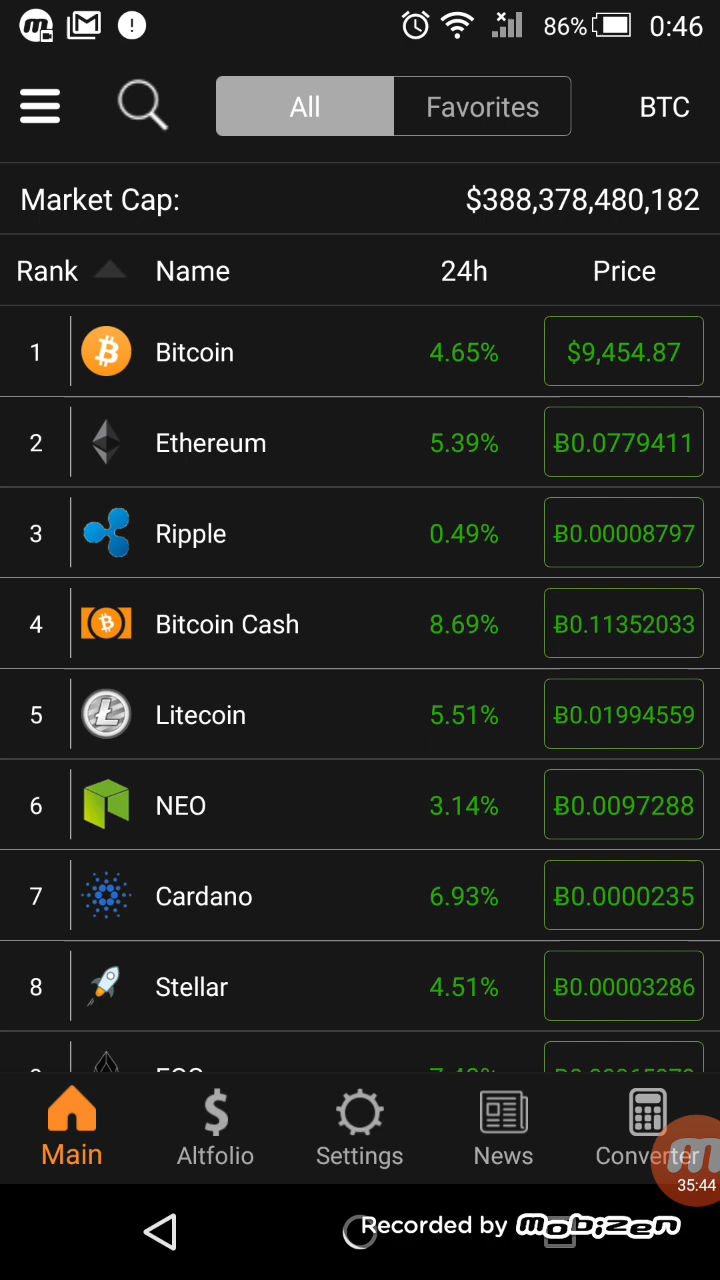 86% 0:46
All Favorites BTC
Market Cap: $388,378,480,182
Rank Name 24h Price
1 Bitcoin 4.65% $9,454.87
2 Ethereum 5.39% Ƀ0.0779411
3 Ripple 0.49% Ƀ0.00008797
4 Bitcoin Cash 8.69% Ƀ0.11352033
5 Litecoin 5.51% Ƀ0.01994559
6 NEO 3.14% Ƀ0.0097288
7 Cardano 6.93% Ƀ0.0000235
8 Stellar 4.51% Ƀ0.00003286
Main Altfolio Settings News Converter
35:44
Recorded by mobizen